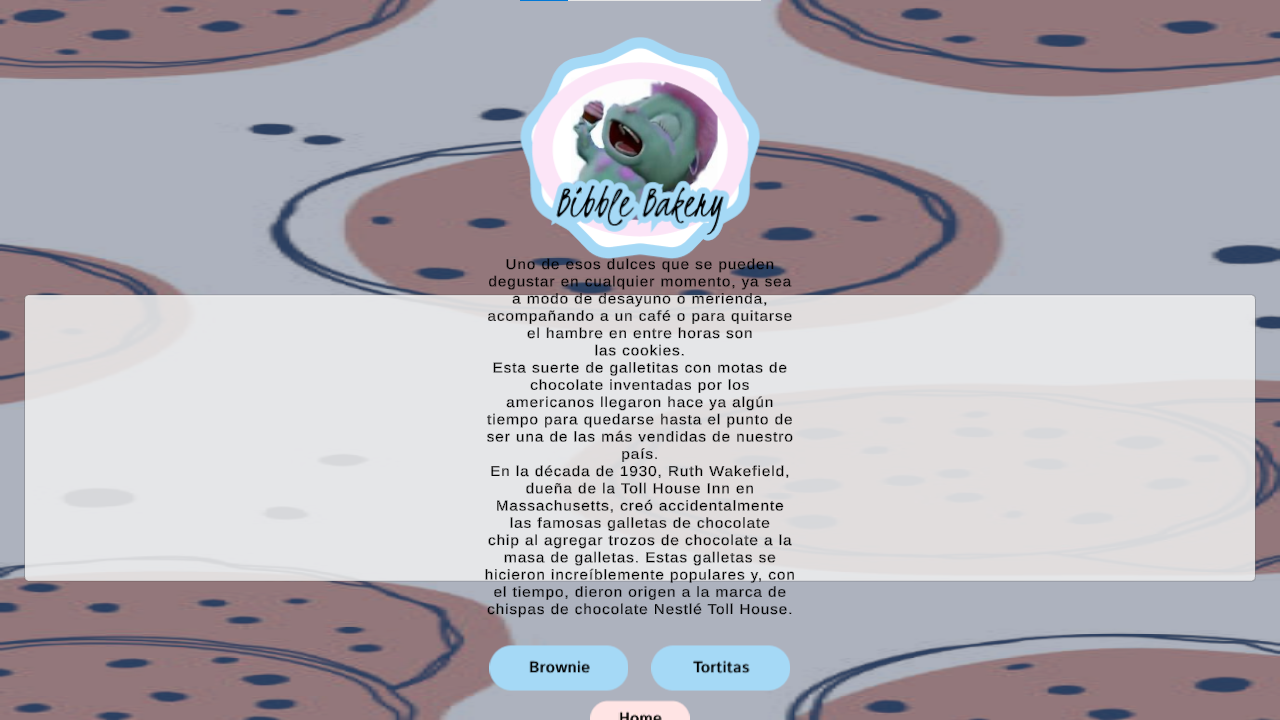 Bibble Bakery
Uno de esos dulces que se pueden
degustar en cualquier momento, ya sea
a modo de desayuno o merienda,
acompañando a un café o para quitarse
el hambre en entre horas son
las cookies.
Esta suerte de galletitas con motas de
chocolate inventadas por los
americanos llegaron hace ya algún
tiempo para quedarse hasta el punto de
ser una de las más vendidas de nuestro
país.
En la década de 1930, Ruth Wakefield,
dueña de la Toll House Inn en
Massachusetts, creó accidentalmente
las famosas galletas de chocolate
chip al agregar trozos de chocolate a la
masa de galletas. Estas galletas se
hicieron increíblemente populares y, con
el tiempo, dieron origen a la marca de
chispas de chocolate Nestlé Toll House.
Brownie Tortitas
Home